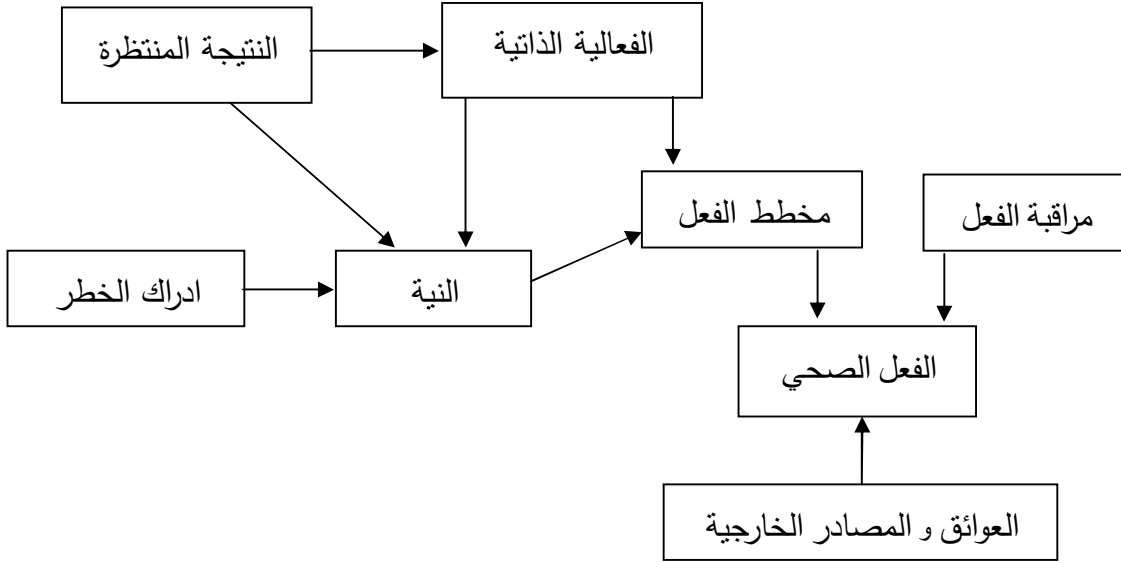 الفعالية الذاتية
النتيجة المنتظرة
مخطط الفعل
مراقبة الفعل
النية
ادراك الخطر
الفعل الصحي
العوائق و المصادر الخارجية